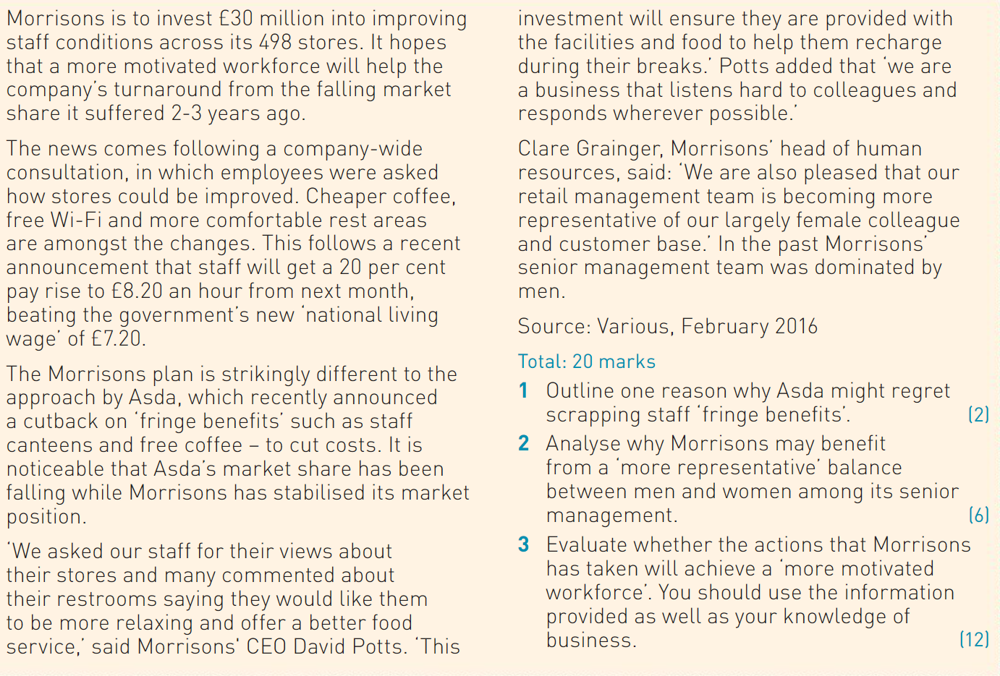 Morrisons is to invest £30 million into improving
staff conditions across its 498 stores. It hopes
that a more motivated workforce will help the
company’s turnaround from the falling market
share it suffered 2-3 years ago.
The news comes following a company-wide
consultation, in which employees were asked
how stores could be improved. Cheaper coffee,
free Wi-Fi and more comfortable rest areas
are amongst the changes. This follows a recent
announcement that staff will get a 20 per cent
pay rise to £8.20 an hour from next month,
beating the government’s new ‘national living
wage’ of £7.20.
The Morrisons plan is strikingly different to the
approach by Asda, which recently announced
a cutback on ‘fringe benefits’ such as staff
canteens and free coffee – to cut costs. It is
noticeable that Asda’s market share has been
falling while Morrisons has stabilised its market
position.
‘We asked our staff for their views about
their stores and many commented about
their restrooms saying they would like them
to be more relaxing and offer a better food
service,’ said Morrisons' CEO David Potts. ‘This
investment will ensure they are provided with
the facilities and food to help them recharge
during their breaks.’ Potts added that ‘we are
a business that listens hard to colleagues and
responds wherever possible.’
Clare Grainger, Morrisons’ head of human
resources, said: ‘We are also pleased that our
retail management team is becoming more
representative of our largely female colleague
and customer base.’ In the past Morrisons’
senior management team was dominated by
men.
Source: Various, February 2016
Total: 20 marks
1 Outline one reason why Asda might regret
scrapping staff ‘fringe benefits’. (2)
2 Analyse why Morrisons may benefit
from a ‘more representative’ balance
between men and women among its senior
management. (6)
3 Evaluate whether the actions that Morrisons
has taken will achieve a ‘more motivated
workforce’. You should use the information
provided as well as your knowledge of
business. (12)